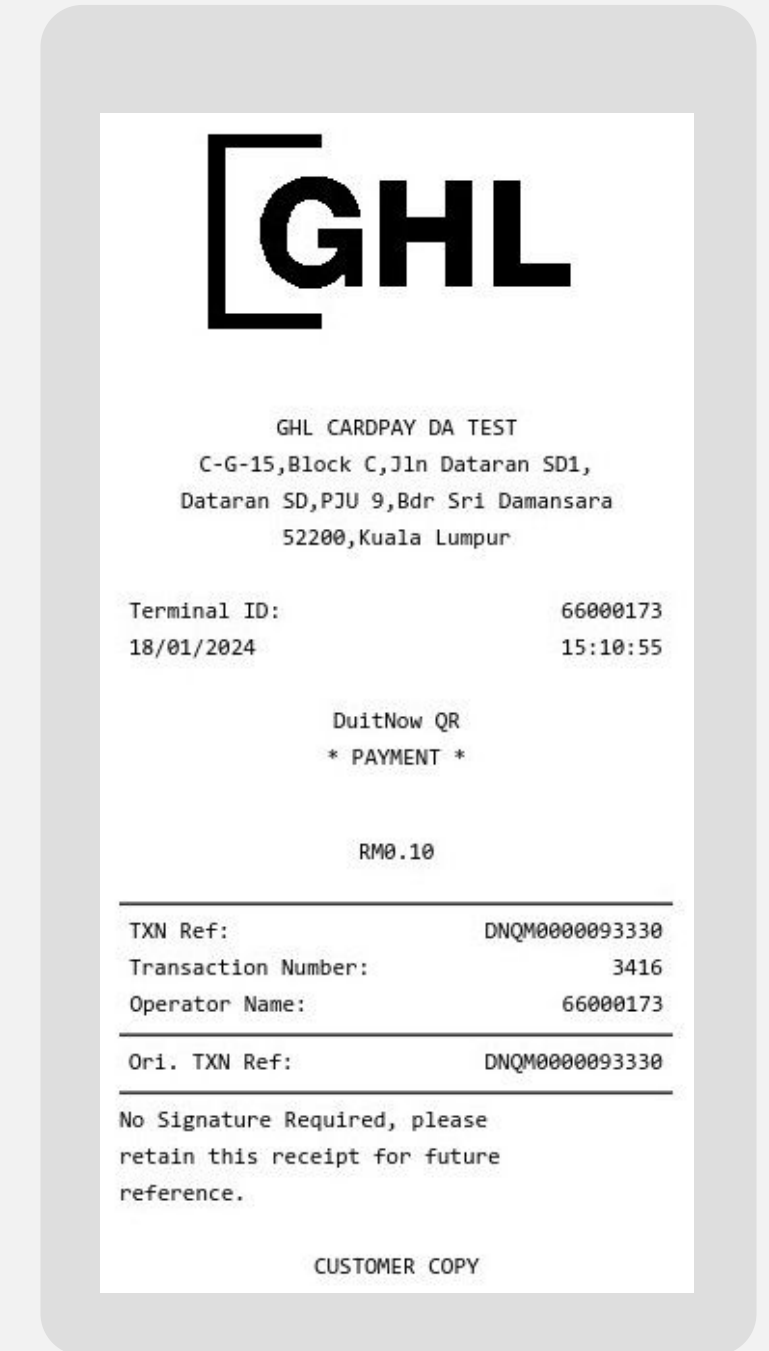 GHL
GHL CARDPAY DA TEST
C-G-15,Block C,Jln Dataran SD1,
Dataran SD,PJU 9,Bdr Sri Damansara
52200,Kuala Lumpur
Terminal ID: 66000173
18/01/2024 15:10:55
DuitNow QR
* PAYMENT *
RM0.10
TXN Ref: DNQM0000093330
Transaction Number: 3416
Operator Name: 66000173
Ori. TXN Ref: DNQM0000093330
No Signature Required, please
retain this receipt for future
reference.
CUSTOMER COPY